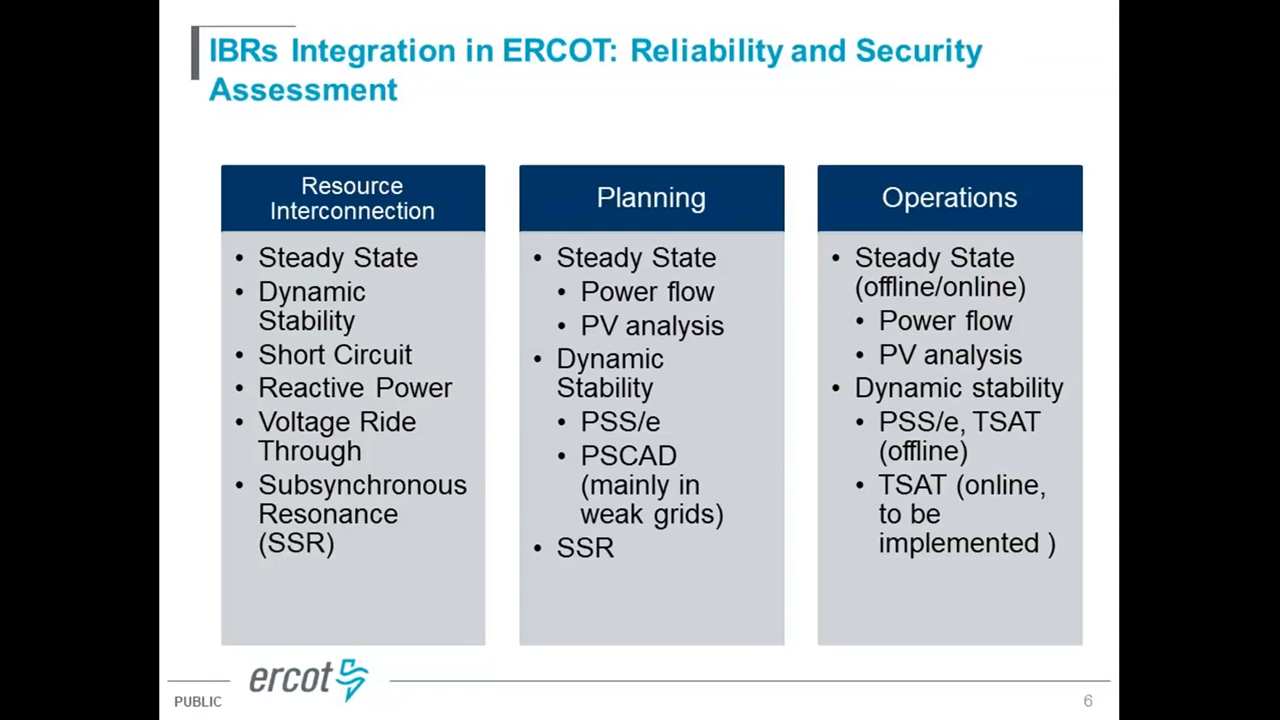 IBRs Integration in ERCOT: Reliability and Security
Assessment
Resource
Interconnection
• Steady State
• Dynamic
Stability
• Short Circuit
• Reactive Power
• Voltage Ride
Through
• Subsynchronous
Resonance
(SSR)
Planning
• Steady State
• Power flow
• PV analysis
• Dynamic
Stability
• PSS/e
• PSCAD
(mainly in
weak grids)
• SSR
Operations
• Steady State
(offline/online)
• Power flow
• PV analysis
• Dynamic stability
• PSS/e, TSAT
(offline)
• TSAT (online,
to be
implemented )
ercot
PUBLIC
6